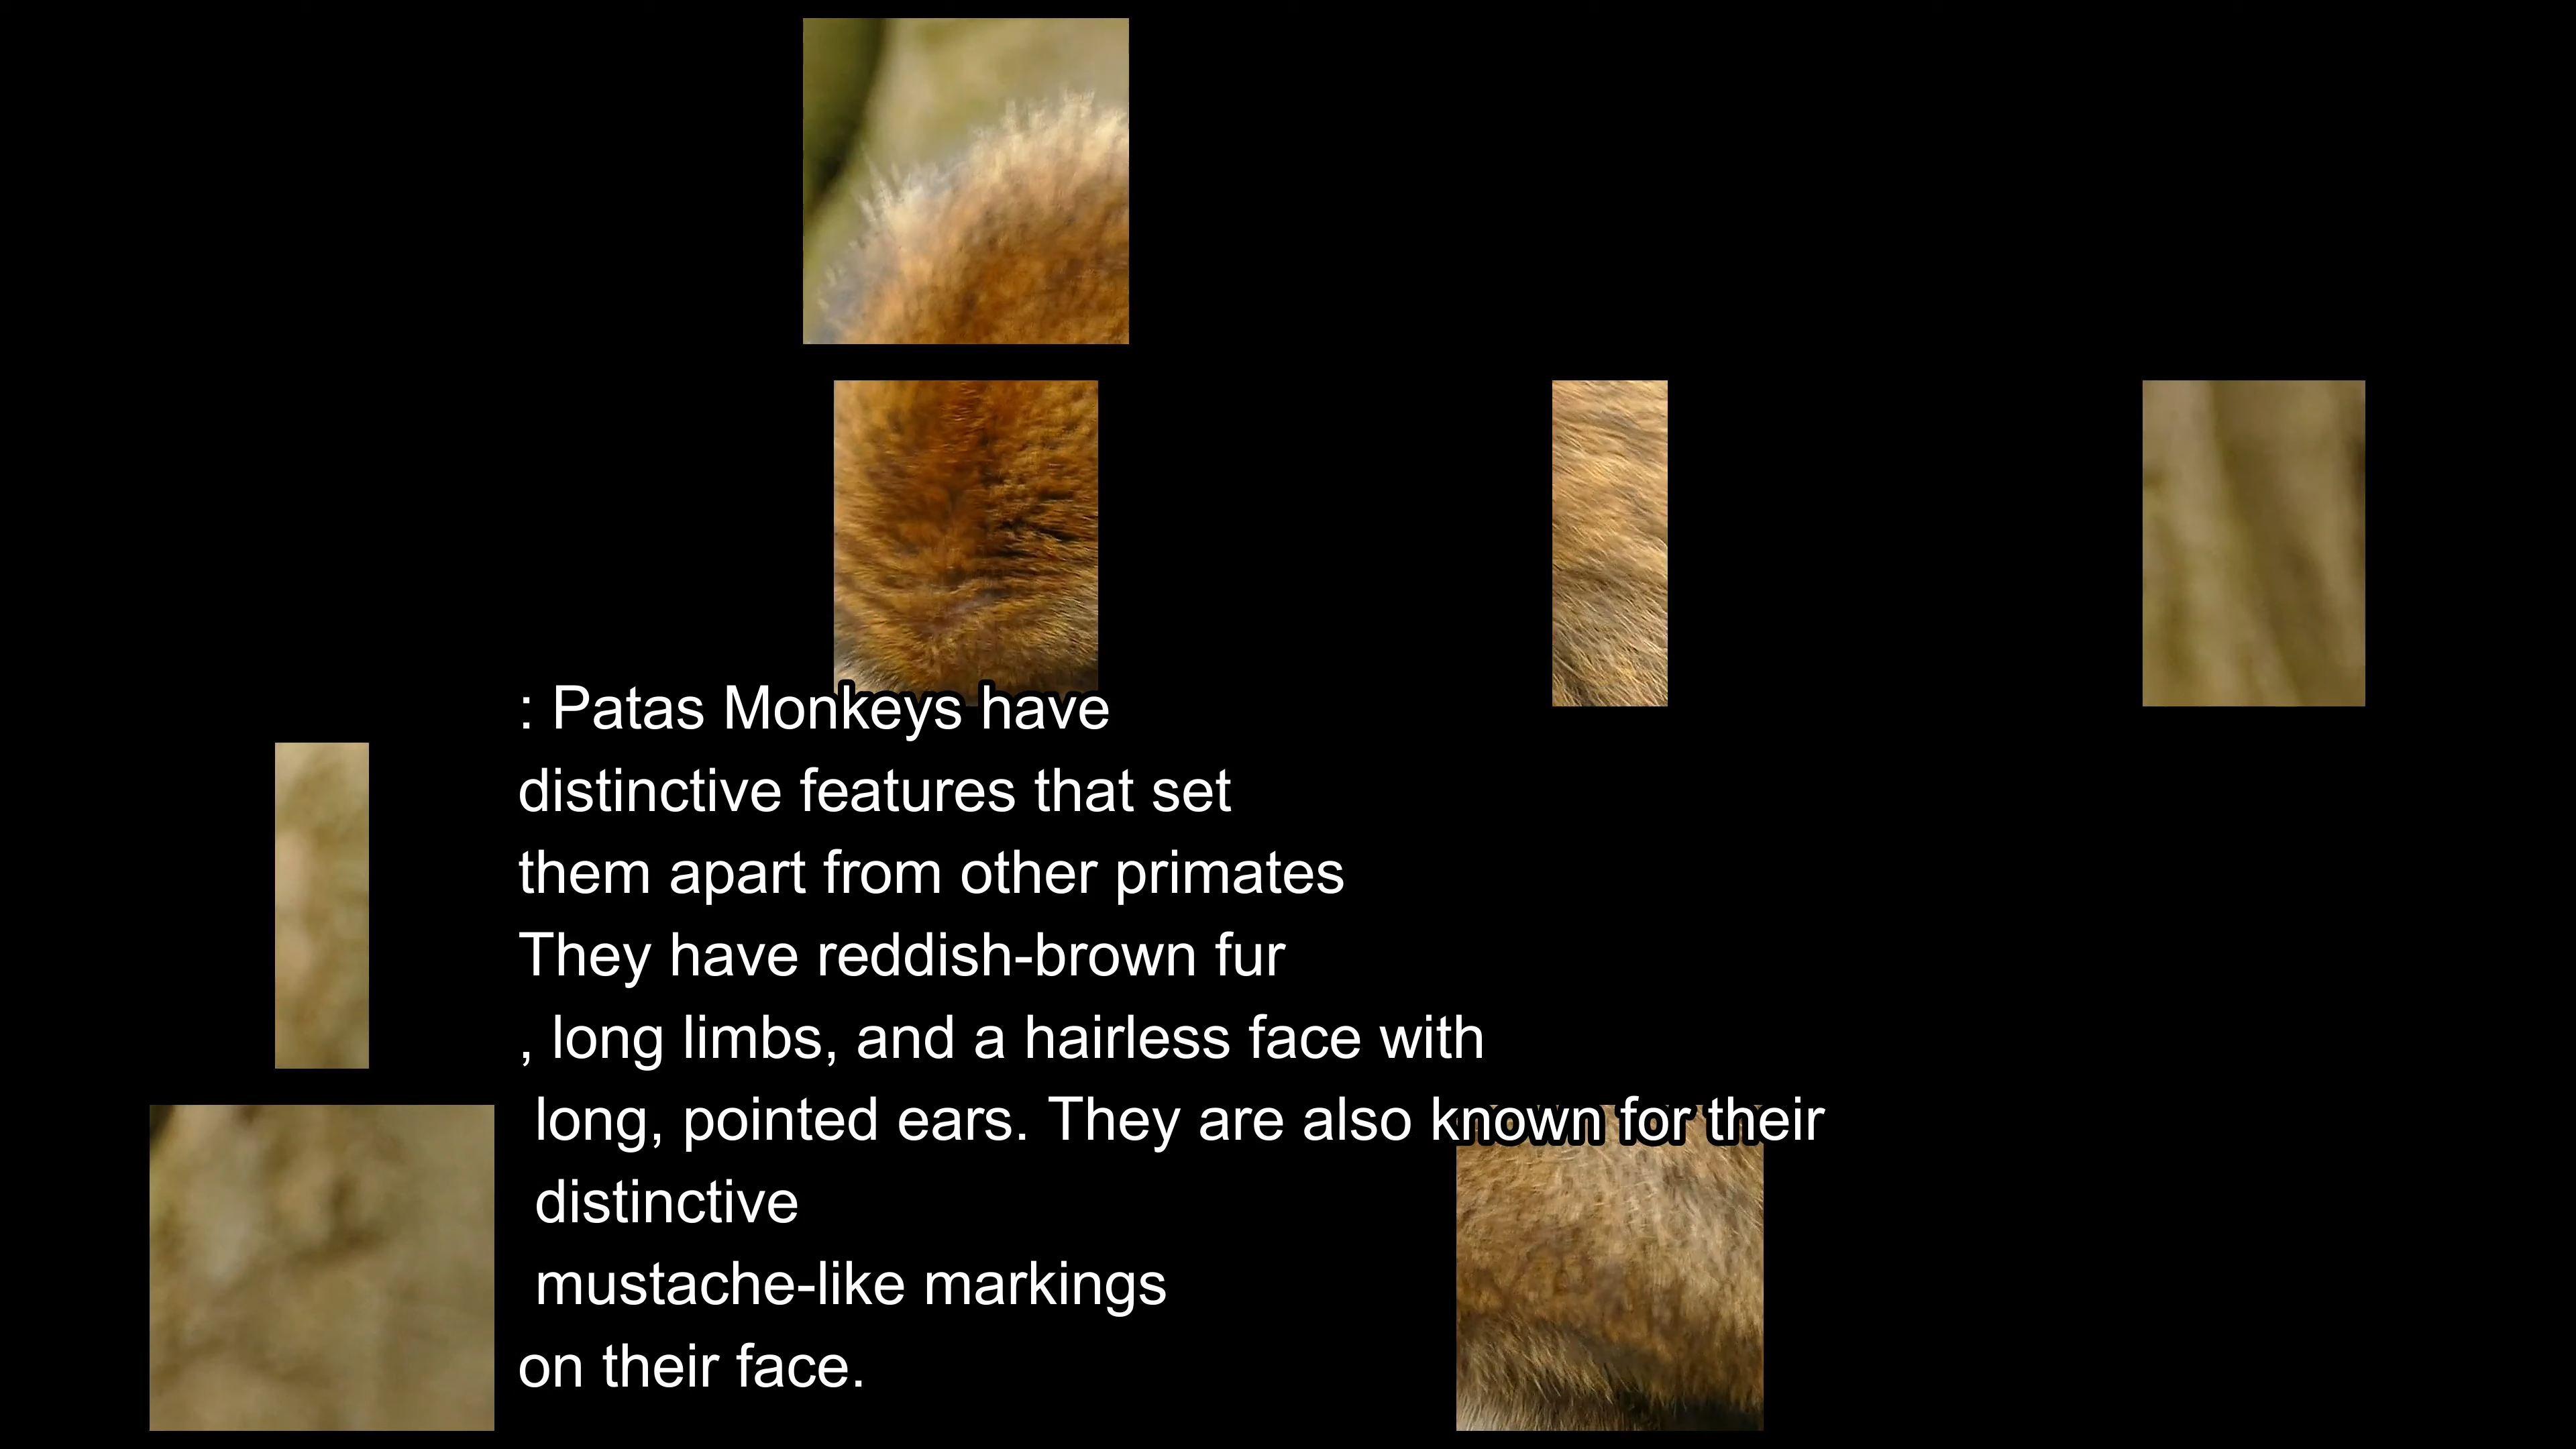 : Patas Monkeys have
distinctive features that set
them apart from other primates
They have reddish-brown fur
, long limbs, and a hairless face with
long, pointed ears. They are also known for their
distinctive
mustache-like markings
on their face.